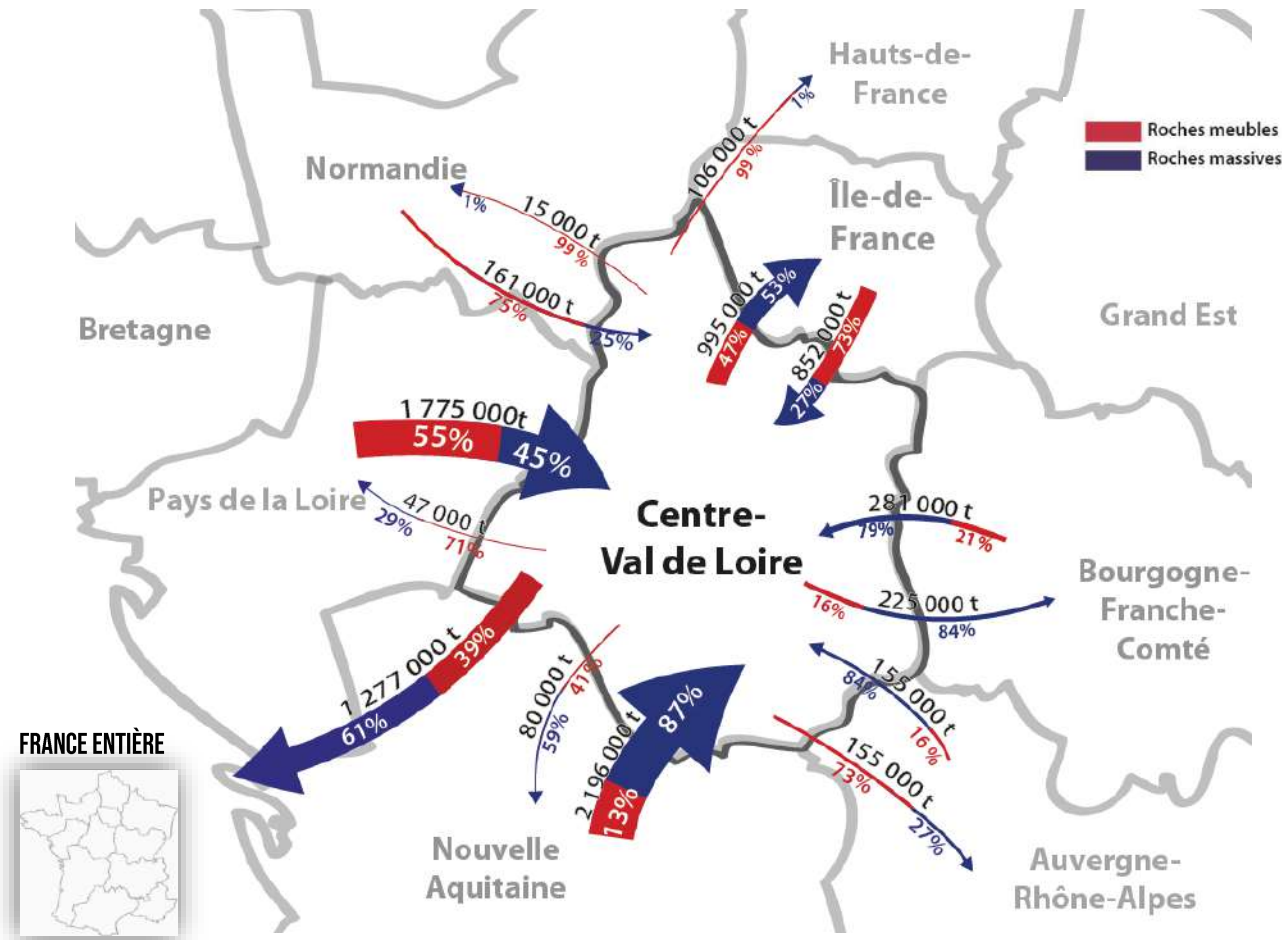 Hauts-de-
France
Roches meubles
Roches massives
1%
106 000 t
99 %
Normandie
Île-de-
France
1%
15 000 t
99%
161 000 t
75%
25%
995 000 t
53%
47%
852 000 t
73%
27%
Bretagne
Grand Est
1 775 000t
55%
45%
Pays de la Loire
47 000 t
29%
71%
Centre-
Val de Loire
281 000 t
79%
21%
225 000 t
16%
84%
Bourgogne-
Franche-
Comté
1 277 000 t
39%
61%
80 000 t
41%
59%
2 196 000 t
87%
13%
155 000 t
84%
16 %
155 000 t
73%
27%
FRANCE ENTIÈRE
Nouvelle
Aquitaine
Auvergne-
Rhône-Alpes